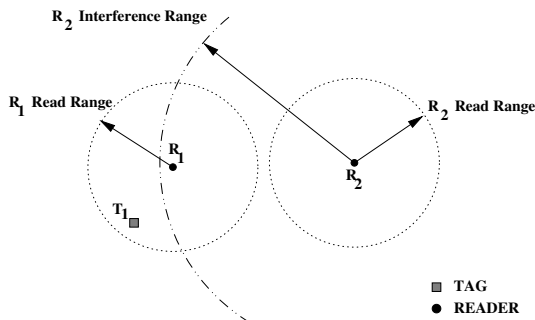 R2 Interference Range
R1 Read Range
R1
R2 Read Range
R2
T1
TAG
READER